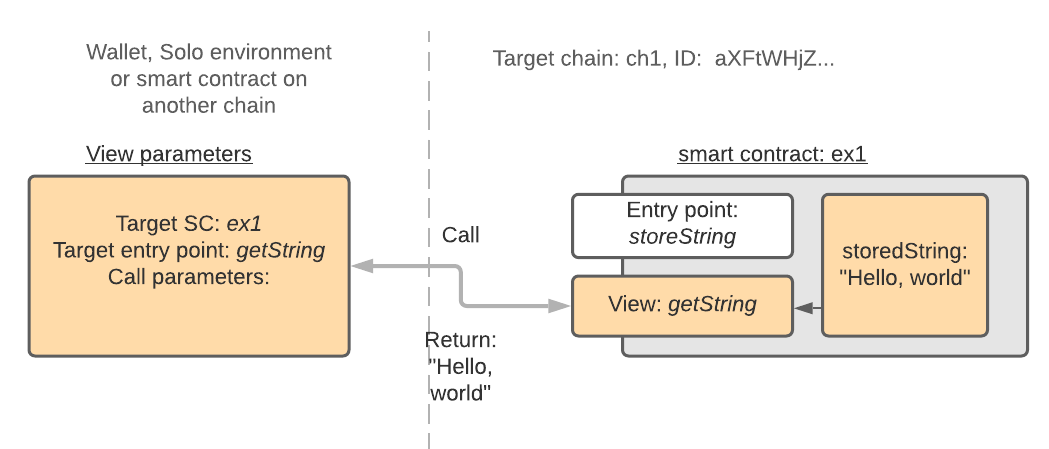 Wallet, Solo environment
or smart contract on
another chain
Target chain: ch1, ID:  aXFtWHjZ...
View parameters
Target SC: ex1
Target entry point: getString
Call parameters:
Call
Return:
"Hello,
world"
smart contract: ex1
Entry point:
storeString
View: getString
storedString:
"Hello, world"